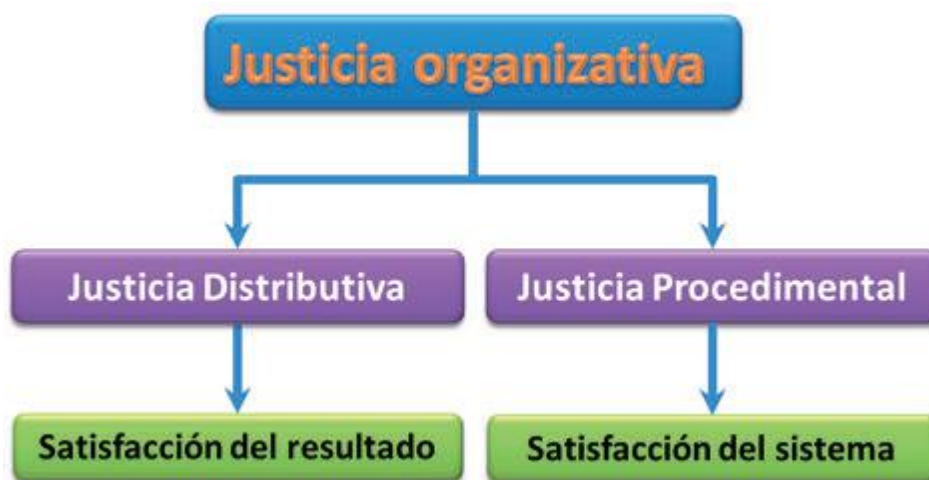 Justicia organizativa
Justicia Distributiva
Justicia Procedimental
Satisfacción del resultado
Satisfacción del sistema